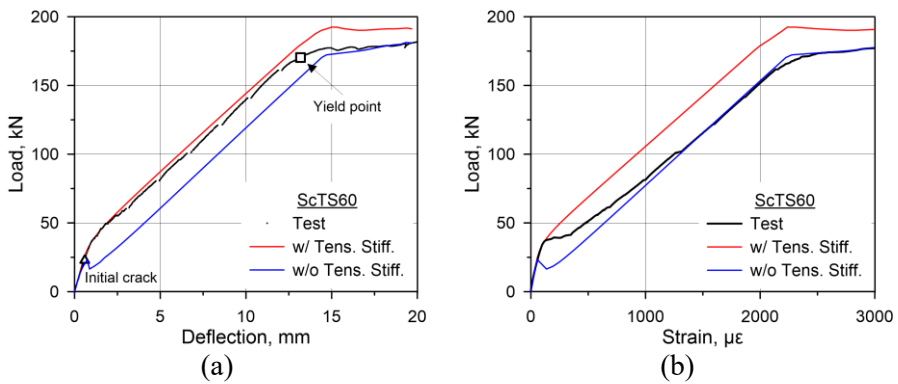 200
150
100
50
0
Load, kN
Yield point
ScTS60
Test
w/ Tens. Stiff.
w/o Tens. Stiff.
Initial crack
0 5 10 15 20
Deflection, mm
(a)
200
150
100
50
0
Load, kN
ScTS60
Test
w/ Tens. Stiff.
w/o Tens. Stiff.
0 1000 2000 3000
Strain, με
(b)